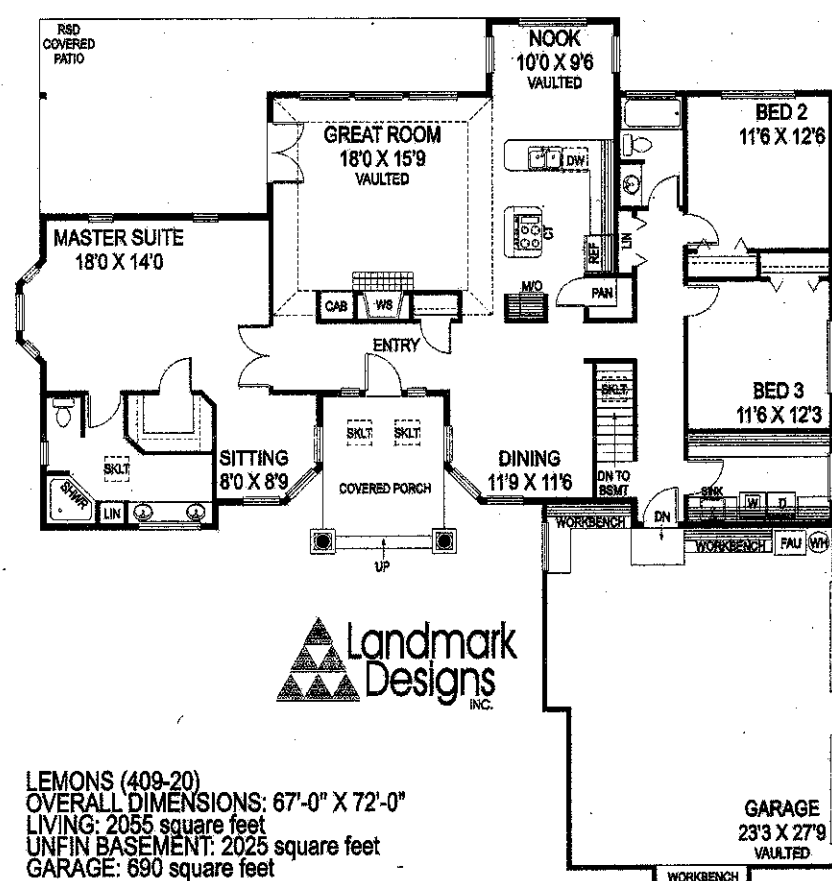 RSD
COVERED
PATIO
NOOK
10'0 X 9'6
VAULTED
BED 2
11'6 X 12'6
GREAT ROOM
18'0 X 15'9
VAULTED
DW
CT
REF
LIN
MASTER SUITE
18'0 X 14'0
M/O
PAN
CAB
WS
ENTRY
SKLT
BED 3
11'6 X 12'3
SKLT
SKLT
SKLT
SITTING
8'0 X 8'9
DINING
11'9 X 11'6
COVERED PORCH
DN TO
BSMT
SHWR
LIN
SINK
W
D
WORKBENCH
DN
WORKBENCH
FAU
WH
UP
Landmark
Designs
INC.
LEMONS (409-20)
OVERALL DIMENSIONS: 67'-0" X 72'-0"
LIVING: 2055 square feet
UNFIN BASEMENT: 2025 square feet
GARAGE: 690 square feet
GARAGE
23'3 X 27'9
VAULTED
WORKBENCH